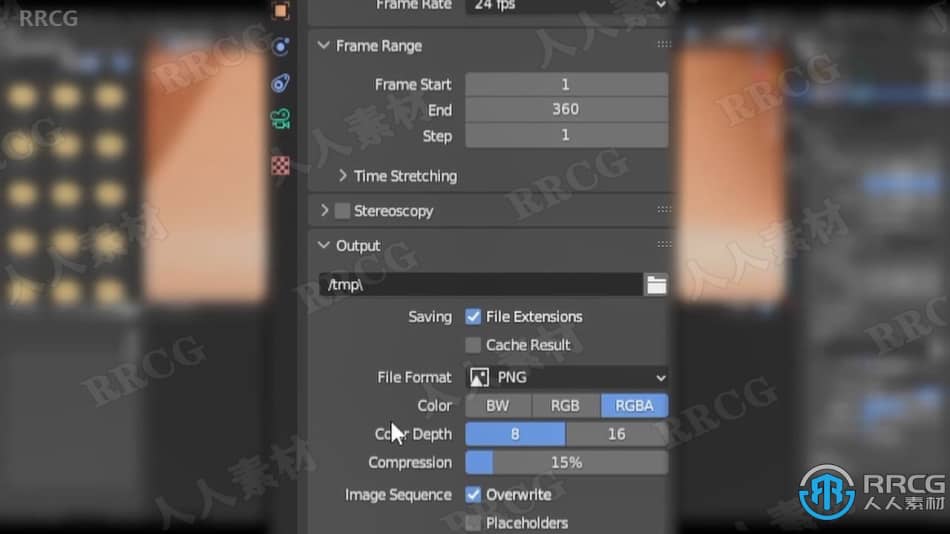 RRCG
Frame Rate 24 fps
Frame Range
Frame Start 1
End 360
Step 1
Time Stretching
Stereoscopy
Output
/tmp\
Saving File Extensions
Cache Result
File Format PNG
Color BW RGB RGBA
Depth 8 16
Compression 15%
Image Sequence Overwrite
Placeholders
RRCG
人人素材